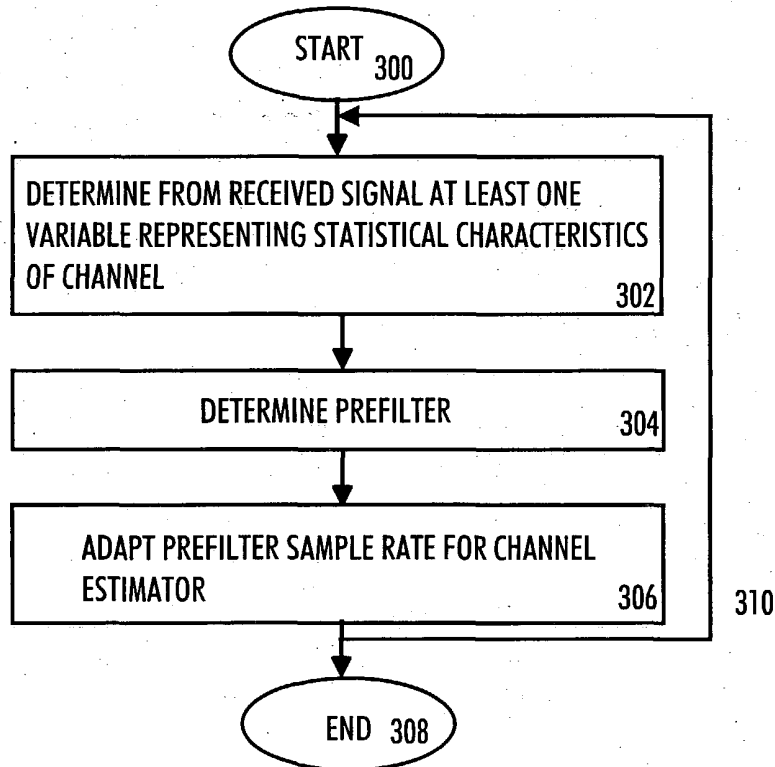 START 300
DETERMINE FROM RECEIVED SIGNAL AT LEAST ONE
VARIABLE REPRESENTING STATISTICAL CHARACTERISTICS
OF CHANNEL
302
DETERMINE PREFILTER 304
ADAPT PREFILTER SAMPLE RATE FOR CHANNEL
ESTIMATOR 306
310
END 308